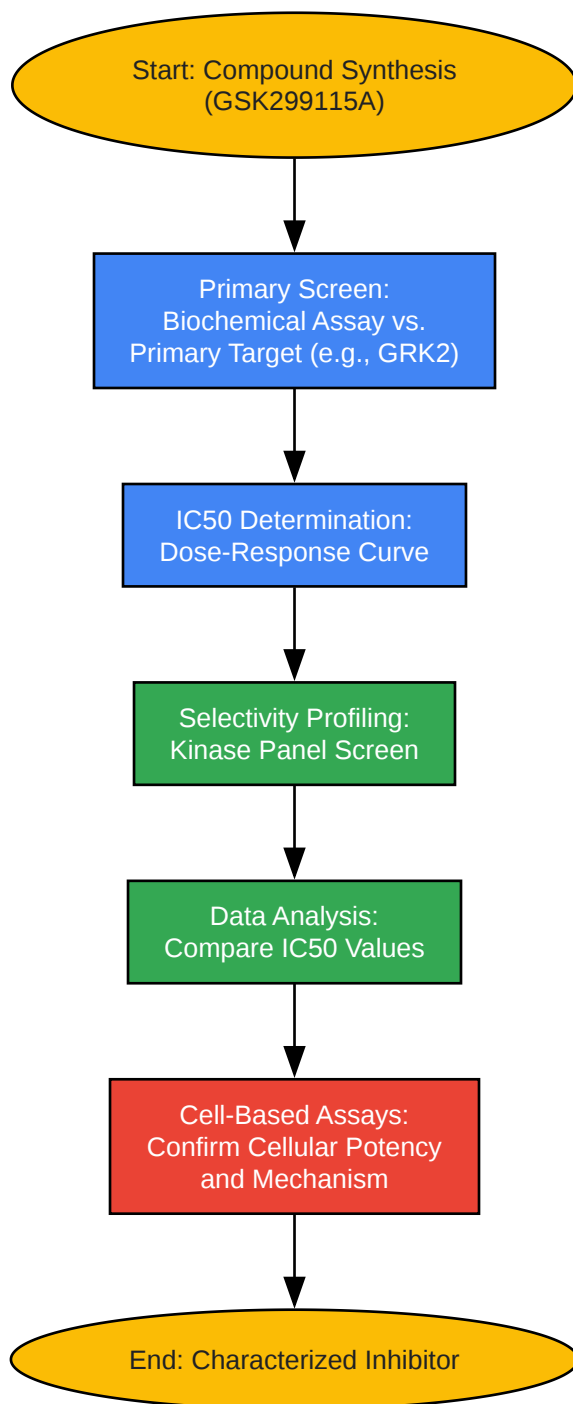 Start: Compound Synthesis
(GSK299115A)
Primary Screen:
Biochemical Assay vs.
Primary Target (e.g., GRK2)
IC50 Determination:
Dose-Response Curve
Selectivity Profiling:
Kinase Panel Screen
Data Analysis:
Compare IC50 Values
Cell-Based Assays:
Confirm Cellular Potency
and Mechanism
End: Characterized Inhibitor